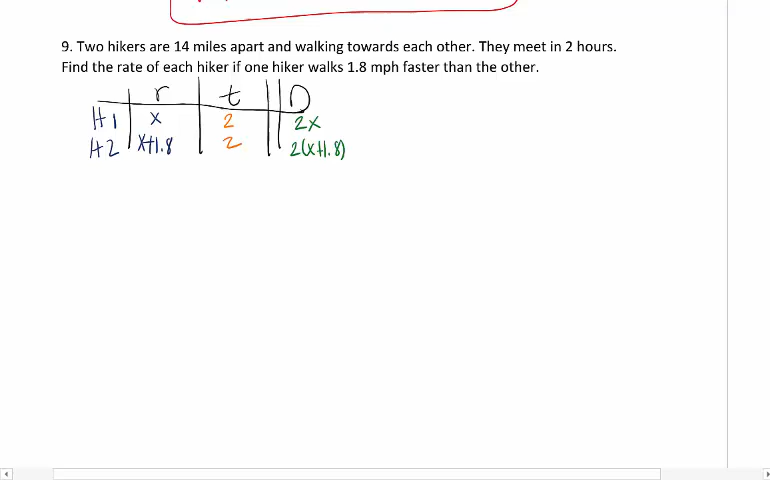 9. Two hikers are 14 miles apart and walking towards each other. They meet in 2 hours.
Find the rate of each hiker if one hiker walks 1.8 mph faster than the other.
r t D
H1 x 2 2x
H2 x+1.8 2 2(x+1.8)